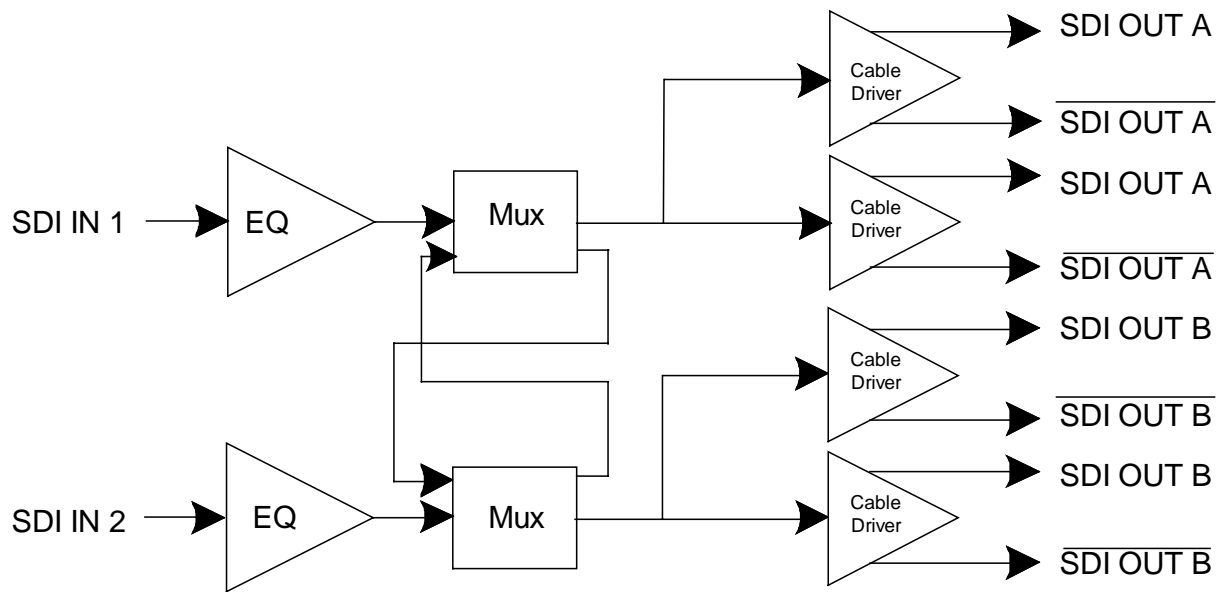 SDI OUT A
Cable
Driver
SDI OUT A
SDI OUT A
Mux
Cable
Driver
SDI IN 1
EQ
SDI OUT A
SDI OUT B
Cable
Driver
SDI OUT B
SDI OUT B
Mux
Cable
Driver
SDI IN 2
EQ
SDI OUT B